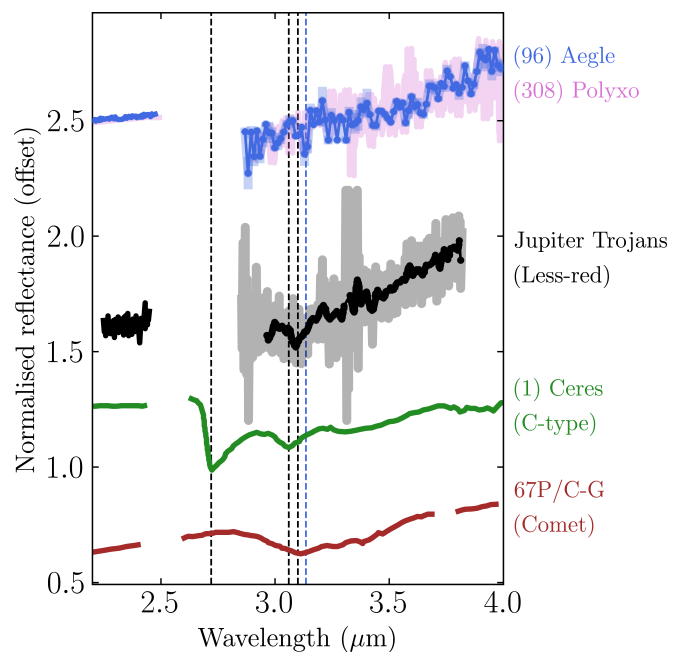 (96) Aegle
(308) Polyxo
Jupiter Trojans
(Less-red)
(1) Ceres
(C-type)
67P/C-G
(Comet)
Normalised reflectance (offset)
2.5
2.0
1.5
1.0
0.5
2.5
3.0
3.5
4.0
Wavelength (μm)